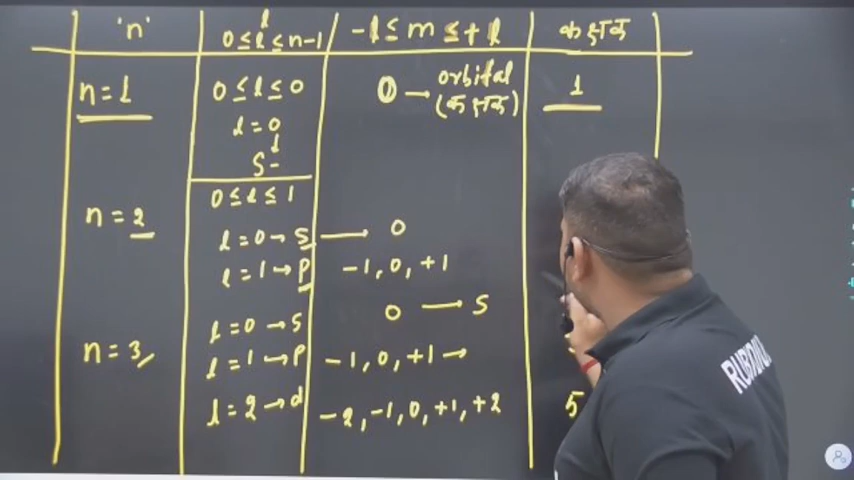 'n' l 0 ≤ l ≤ n-1 -l ≤ m ≤ +l कक्षक
n = 1 0 ≤ l ≤ 0 0 → orbital (कक्षक) 1
l = 0
S -
n = 2 0 ≤ l ≤ 1
l = 0 → S → 0
l = 1 → P -1, 0, +1
n = 3, l = 0 → S 0 → S
l = 1 → P -1, 0, +1 →
l = 2 → d -2, -1, 0, +1, +2 5